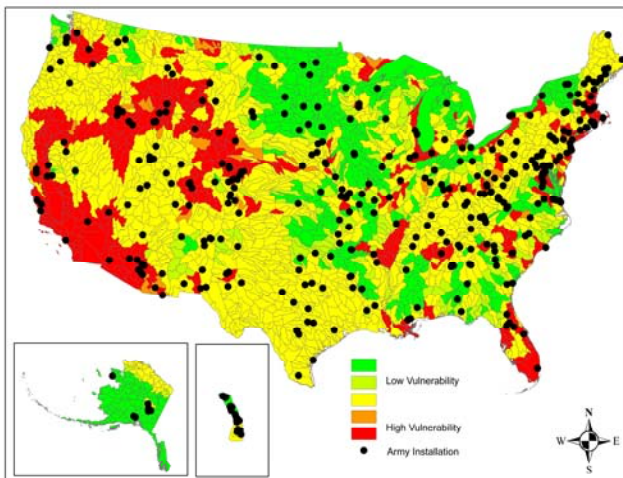 Low Vulnerability
High Vulnerability
Army Installation
N
W E
S